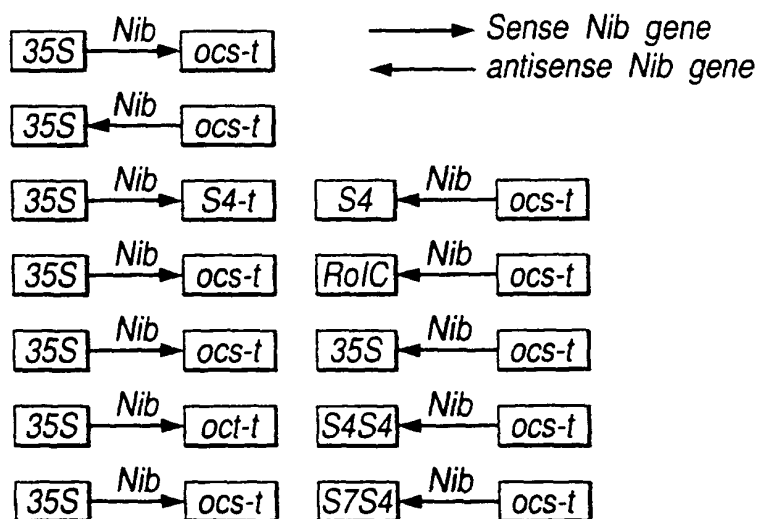 35S Nib ocs-t
Sense Nib gene
antisense Nib gene
35S Nib ocs-t
35S Nib S4-t S4 Nib ocs-t
35S Nib ocs-t RolC Nib ocs-t
35S Nib ocs-t 35S Nib ocs-t
35S Nib oct-t S4S4 Nib ocs-t
35S Nib ocs-t S7S4 Nib ocs-t